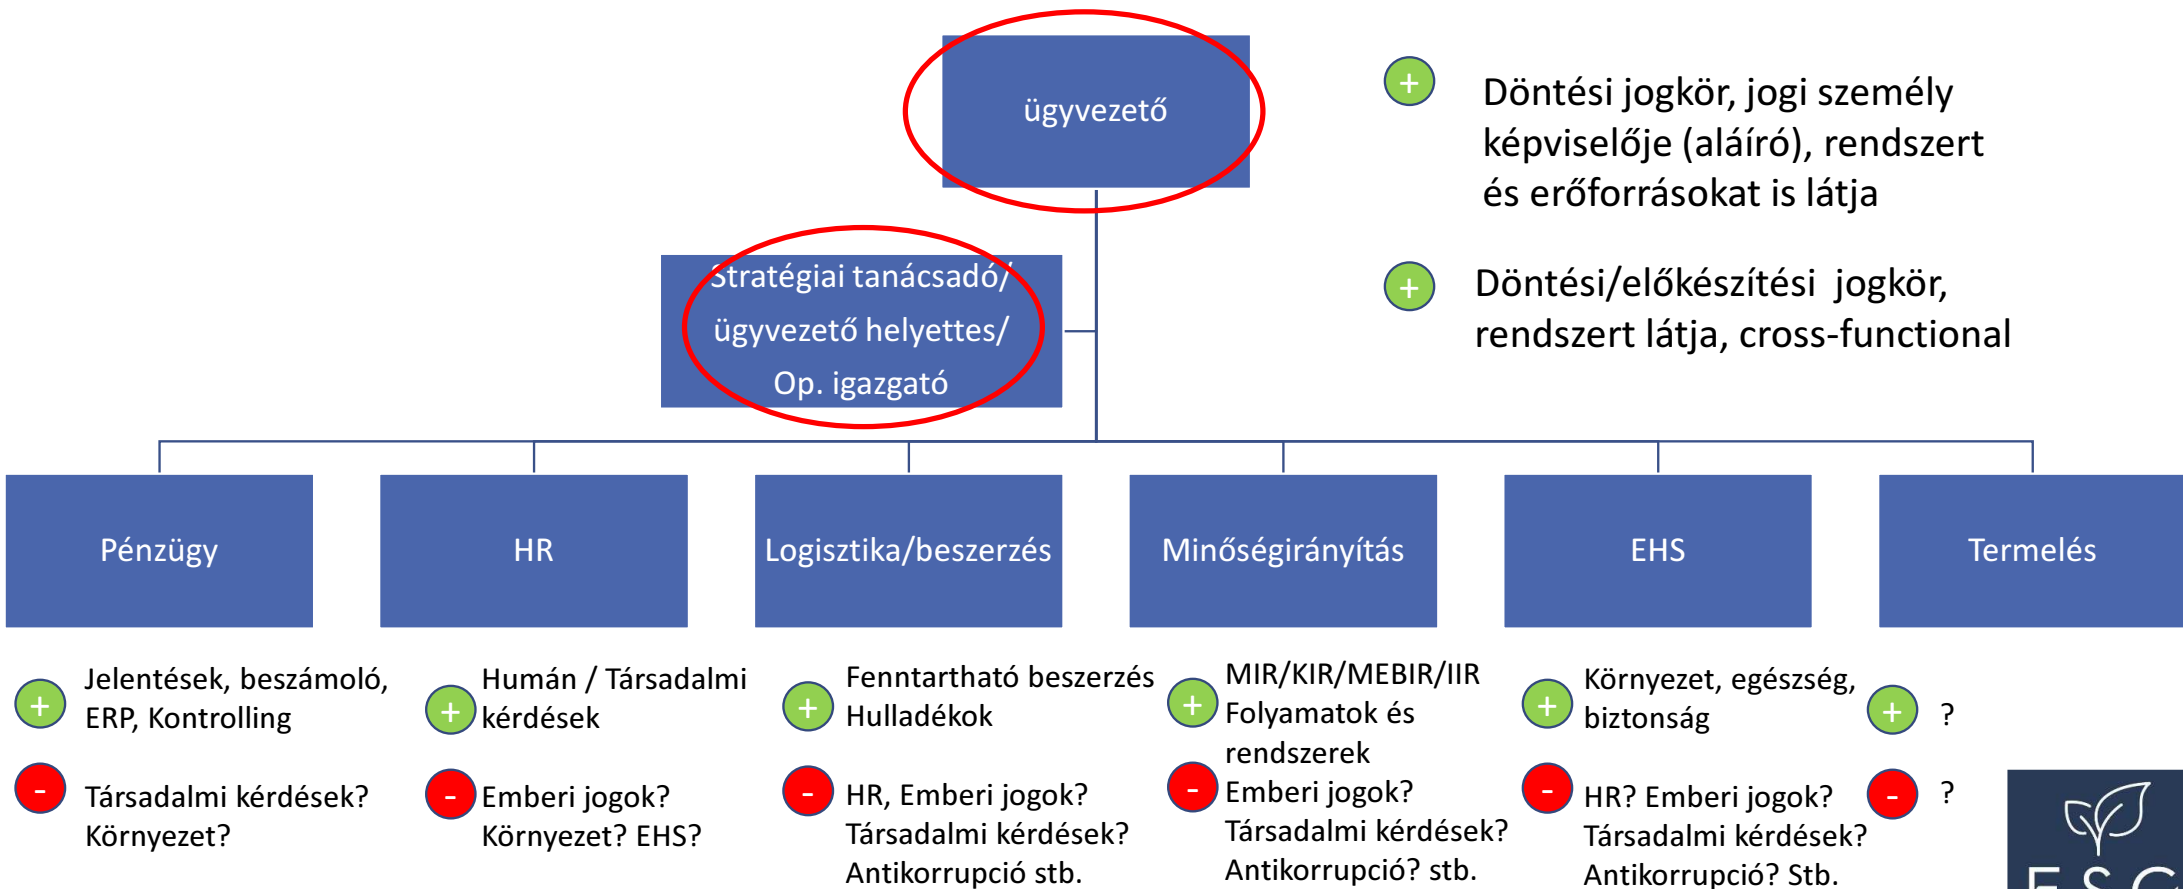 ügyvezető
+
Döntési jogkör, jogi személy
képviselője (aláíró), rendszert
és erőforrásokat is látja
Stratégiai tanácsadó/
ügyvezető helyettes/
Op. igazgató
+
Döntési/előkészítési jogkör,
rendszert látja, cross-functional
Pénzügy
HR
Logisztika/beszerzés
Minőségirányítás
EHS
Termelés
+
Jelentések, beszámoló,
ERP, Kontrolling
-
Társadalmi kérdések?
Környezet?
+
Humán / Társadalmi
kérdések
-
Emberi jogok?
Környezet? EHS?
+
Fenntartható beszerzés
Hulladékok
-
HR, Emberi jogok?
Társadalmi kérdések?
Antikorrupció stb.
+
MIR/KIR/MEBIR/IIR
Folyamatok és
rendszerek
-
Emberi jogok?
Társadalmi kérdések?
Antikorrupció? stb.
+
Környezet, egészség,
biztonság
-
HR? Emberi jogok?
Társadalmi kérdések?
Antikorrupció? Stb.
+
?
-
?
ESG